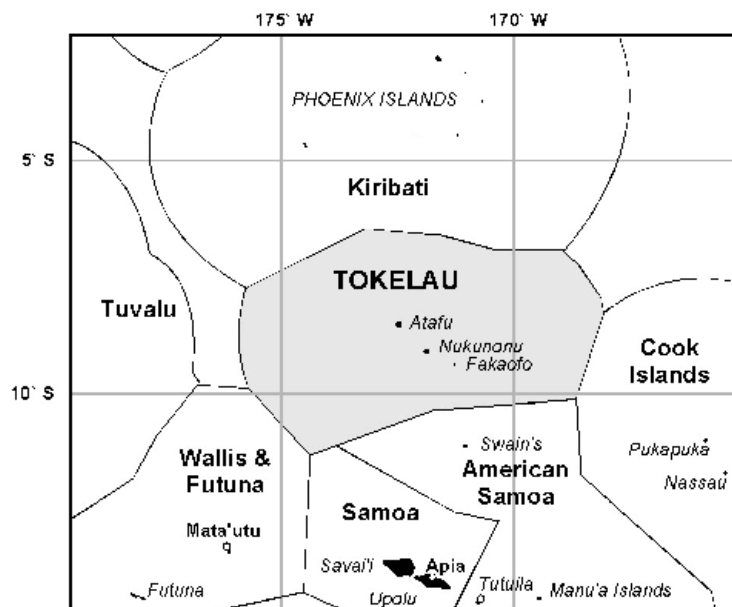 175` W
170` W
PHOENIX ISLANDS
5` S
Kiribati
TOKELAU
Tuvalu
Atafu
Nukunonu
Fakaofo
Cook
Islands
10` S
Swain's
American
Samoa
Pukapuka
Nassau
Wallis &
Futuna
Mata'utu
Samoa
Savai'i
Apia
Upolu
Futuna
Tutuila
Manu'a Islands